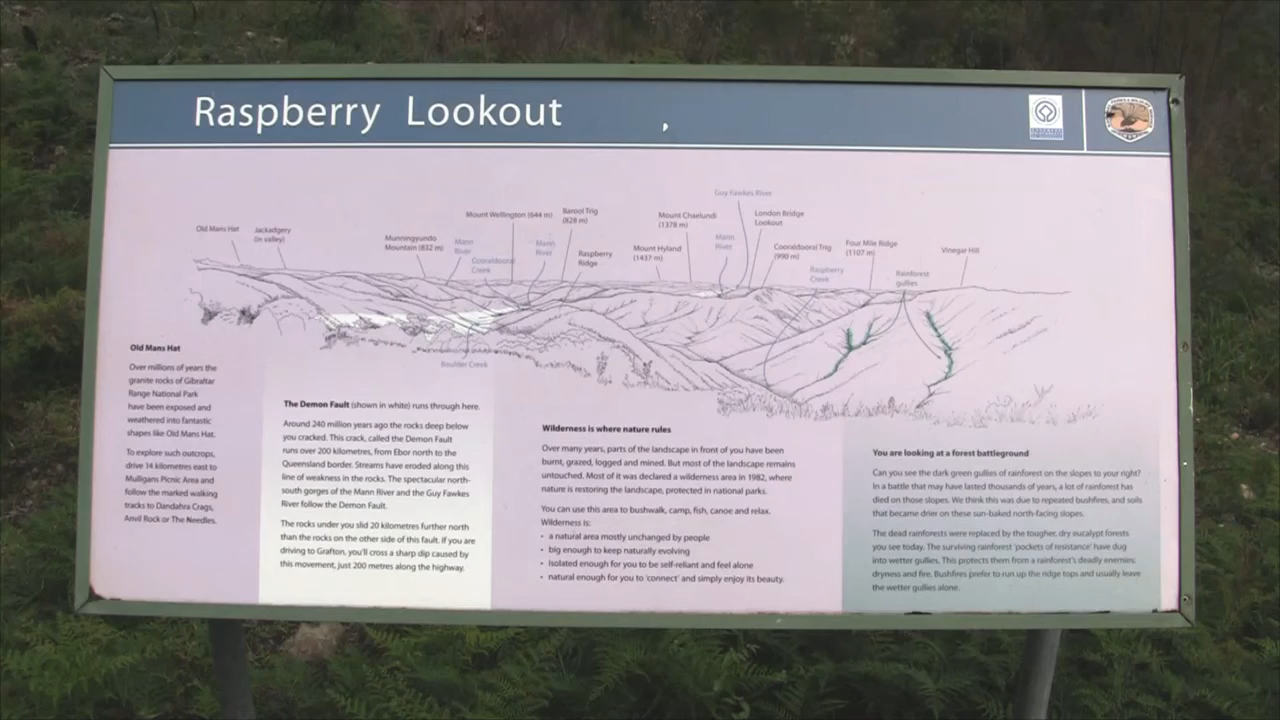 Raspberry Lookout
Guy Fawkes River
Old Mans Hat
Jackadgery
(in valley)
Munningyundo
Mountain (832 m)
Mann
River
Cooraldooral
Creek
Mount Wellington (644 m)
Mann
River
Barool Trig
(828 m)
Raspberry
Ridge
Mount Hyland
(1437 m)
Mount Chaelundi
(1378 m)
Mann
River
London Bridge
Lookout
Cooraldooral Trig
(990 m)
Raspberry
Creek
Four Mile Ridge
(1107 m)
Rainforest
gullies
Vinegar Hill
Boulder Creek
Old Mans Hat
Over millions of years the
granite rocks of Gibraltar
Range National Park
have been exposed and
weathered into fantastic
shapes like Old Mans Hat.
To explore such outcrops,
drive 14 kilometres east to
Mulligans Picnic Area and
follow the marked walking
tracks to Dandahra Crags,
Anvil Rock or The Needles.
The Demon Fault (shown in white) runs through here.
Around 240 million years ago the rocks deep below
you cracked. This crack, called the Demon Fault
runs over 200 kilometres, from Ebor north to the
Queensland border. Streams have eroded along this
line of weakness in the rocks. The spectacular north-
south gorges of the Mann River and the Guy Fawkes
River follow the Demon Fault.
The rocks under you slid 20 kilometres further north
than the rocks on the other side of this fault. If you are
driving to Grafton, you'll cross a sharp dip caused by
this movement, just 200 metres along the highway.
Wilderness is where nature rules
Over many years, parts of the landscape in front of you have been
burnt, grazed, logged and mined. But most of the landscape remains
untouched. Most of it was declared a wilderness area in 1982, where
nature is restoring the landscape, protected in national parks.
You can use this area to bushwalk, camp, fish, canoe and relax.
Wilderness is:
• a natural area mostly unchanged by people
• big enough to keep naturally evolving
• isolated enough for you to be self-reliant and feel alone
• natural enough for you to 'connect' and simply enjoy its beauty.
You are looking at a forest battleground
Can you see the dark green gullies of rainforest on the slopes to your right?
In a battle that may have lasted thousands of years, a lot of rainforest has
died on those slopes. We think this was due to repeated bushfires, and soils
that became drier on these sun-baked north-facing slopes.
The dead rainforests were replaced by the tougher, dry eucalypt forests
you see today. The surviving rainforest 'pockets of resistance' have dug
into wetter gullies. This protects them from a rainforest's deadly enemies,
dryness and fire. Bushfires prefer to run up the ridge tops and usually leave
the wetter gullies alone.